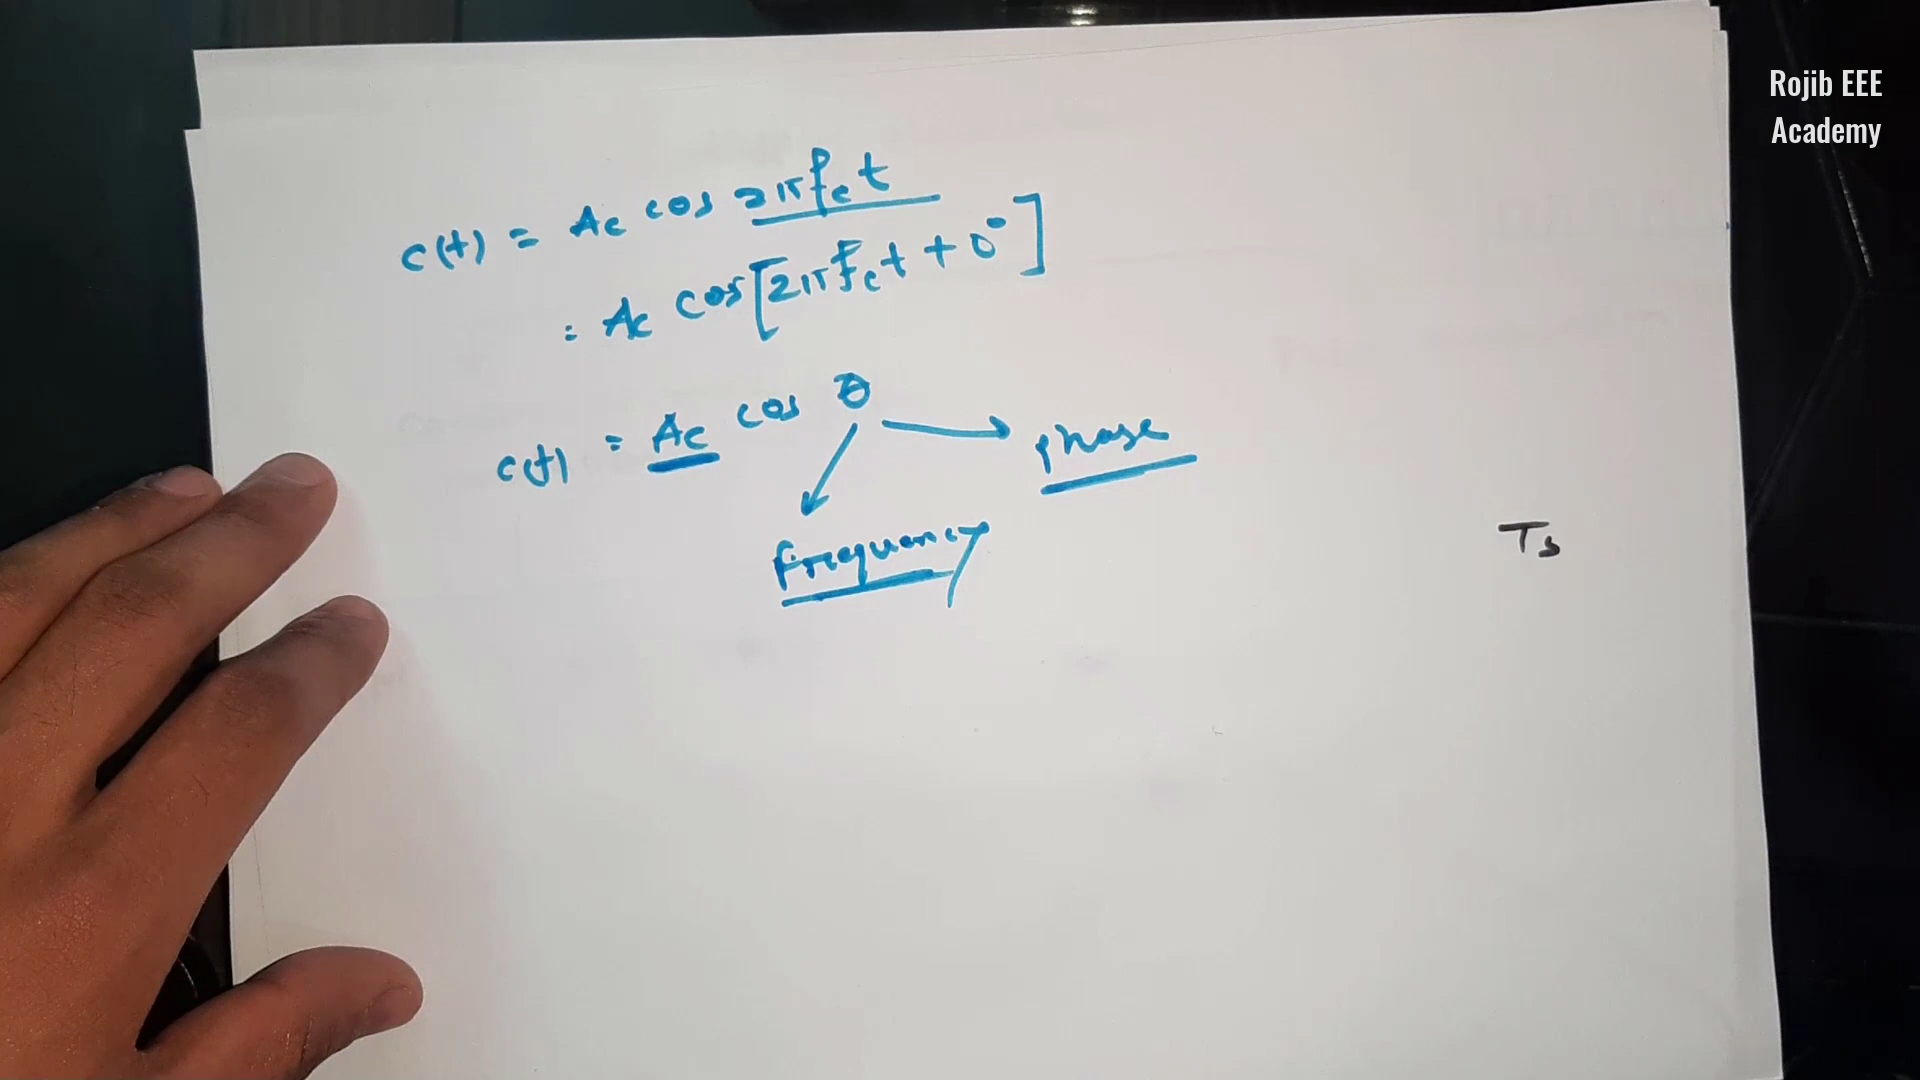 Rojib EEE
Academy
c(t) = Ac cos 2πfct
= Ac cos[2πfct + 0°]
c(t) = Ac cos θ
phase
frequency
Ts